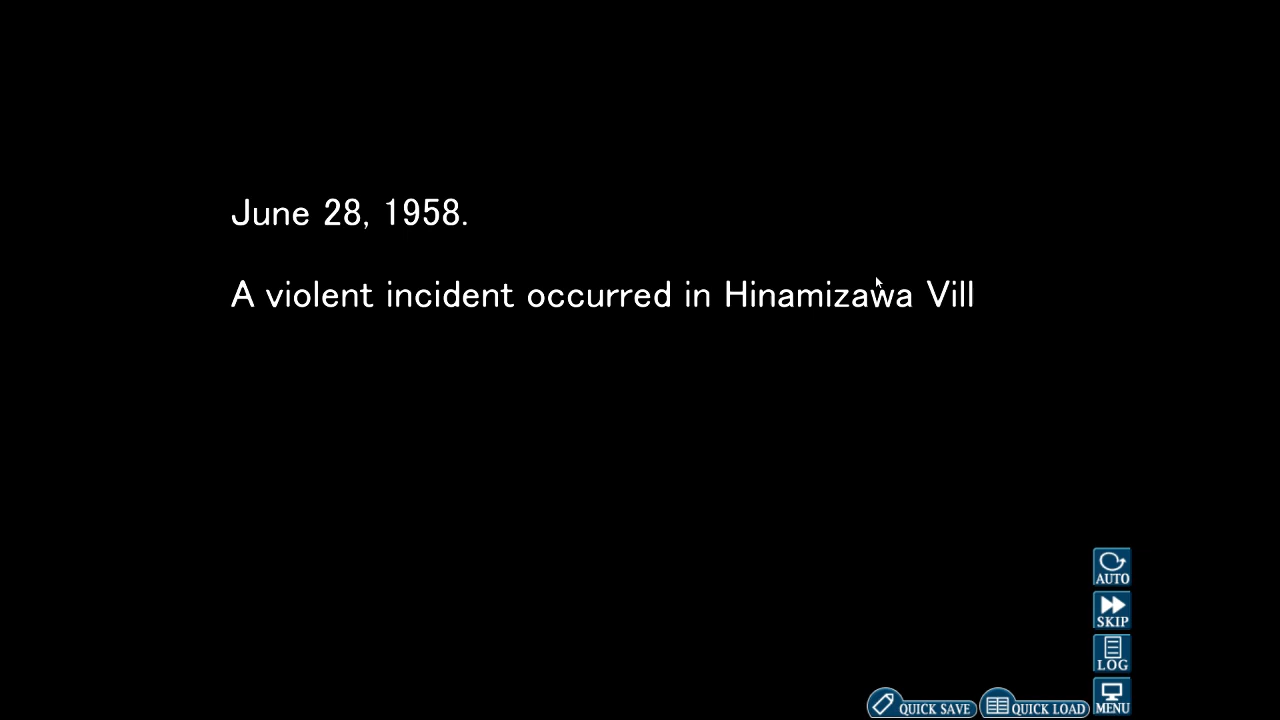 June 28, 1958.
A violent incident occurred in Hinamizawa Vill
AUTO
SKIP
LOG
QUICK SAVE
QUICK LOAD
MENU